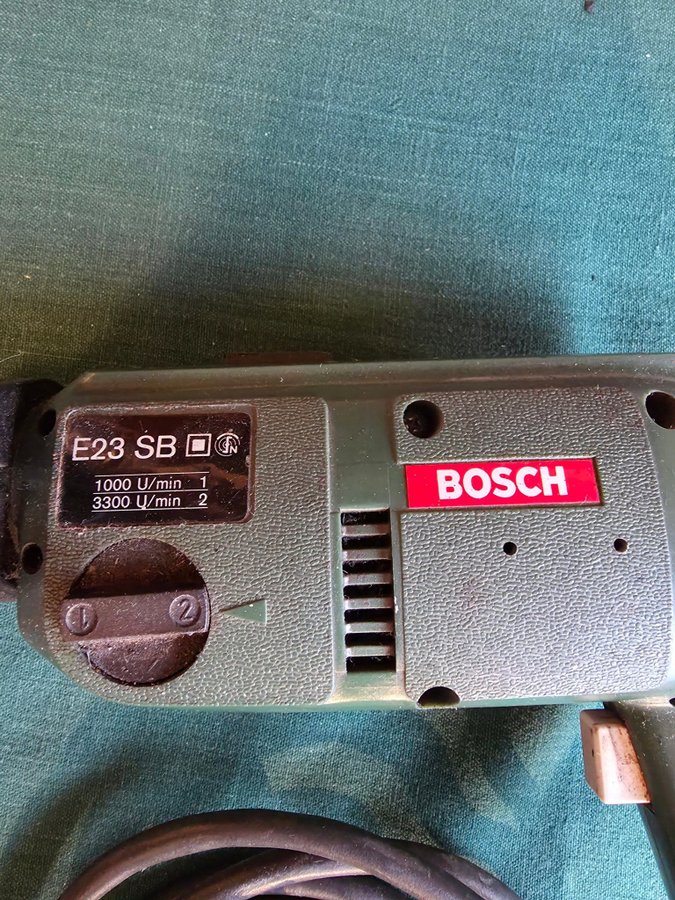 E23 SB
1000 U/min 1
3300 U/min 2
BOSCH
1 2